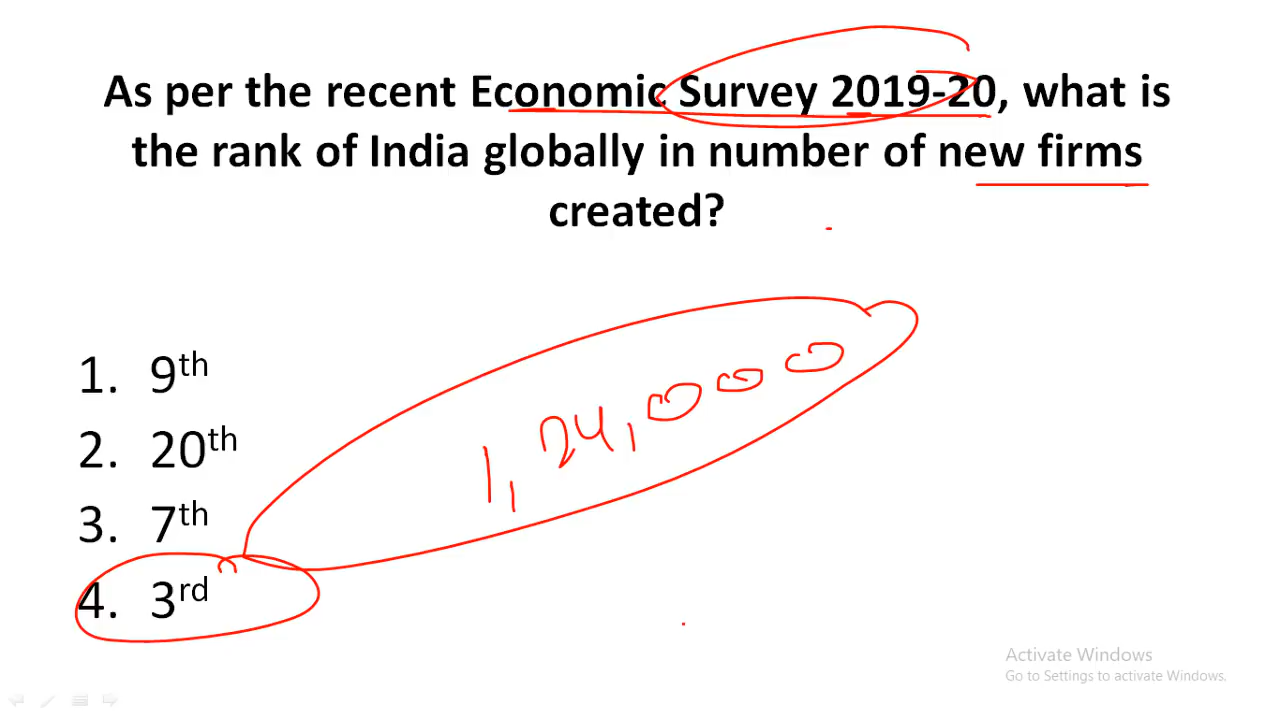 As per the recent Economic Survey 2019-20, what is
the rank of India globally in number of new firms
created?
1. 9th
2. 20th
1,24,000
3. 7th
4. 3rd
Activate Windows
Go to Settings to activate Windows.